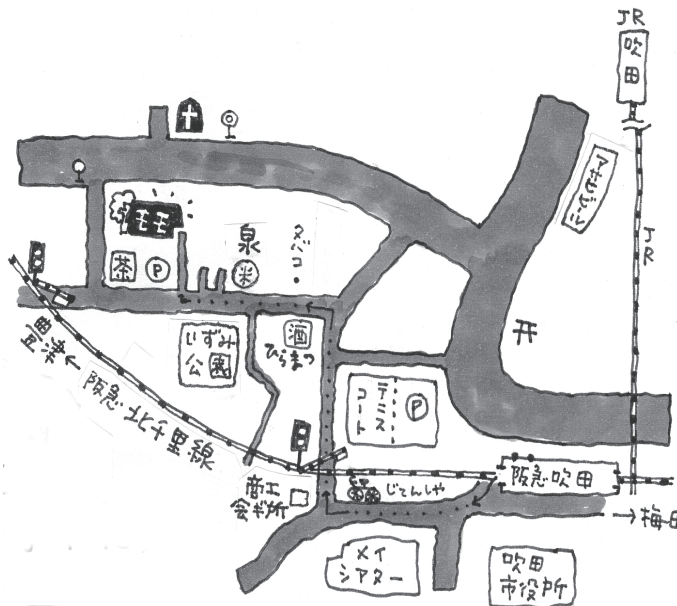 JR
吹田
アサヒビール
JR
泉
タバコ
茶
P
米
酒
ひらまつ
いずみ
公園
豊津←
阪急・北千里線
テニス
コート
P
商工
会ギ所
じてんしゃ
阪急吹田
→梅田
メイ
シアター
吹田
市役所